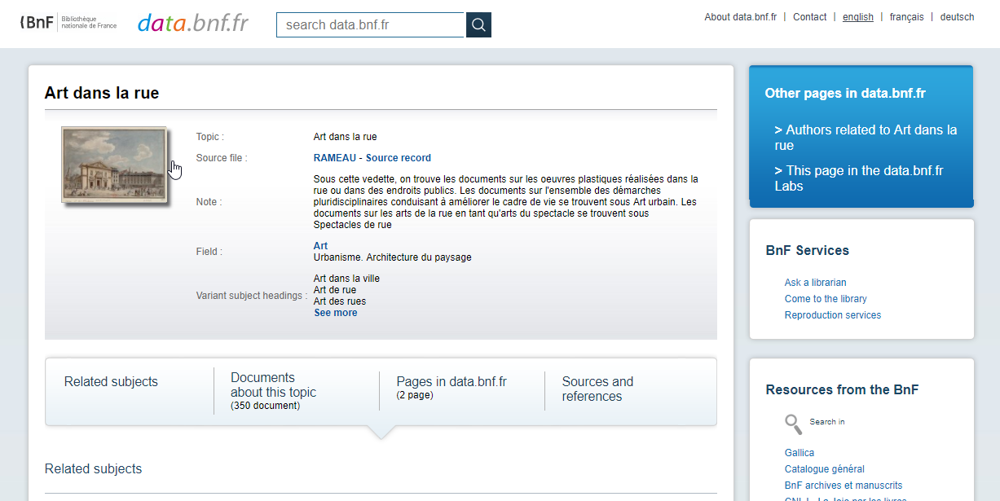 BnF Bibliothèque
nationale de France
data.bnf.fr
search data.bnf.fr
About data.bnf.fr | Contact | english | français | deutsch
Art dans la rue
Topic : Art dans la rue
Source file : RAMEAU - Source record
Note : Sous cette vedette, on trouve les documents sur les oeuvres plastiques réalisées dans la
rue ou dans des endroits publics. Les documents sur l'ensemble des démarches
pluridisciplinaires conduisant à améliorer le cadre de vie se trouvent sous Art urbain. Les
documents sur les arts de la rue en tant qu'arts du spectacle se trouvent sous
Spectacles de rue
Field : Art
Urbanisme. Architecture du paysage
Variant subject headings : Art dans la ville
Art de rue
Art des rues
See more
Related subjects
Documents
about this topic
(350 document)
Pages in data.bnf.fr
(2 page)
Sources and
references
Related subjects
Other pages in data.bnf.fr
> Authors related to Art dans la
rue
> This page in the data.bnf.fr
Labs
BnF Services
Ask a librarian
Come to the library
Reproduction services
Resources from the BnF
Search in
Gallica
Catalogue général
BnF archives et manuscrits